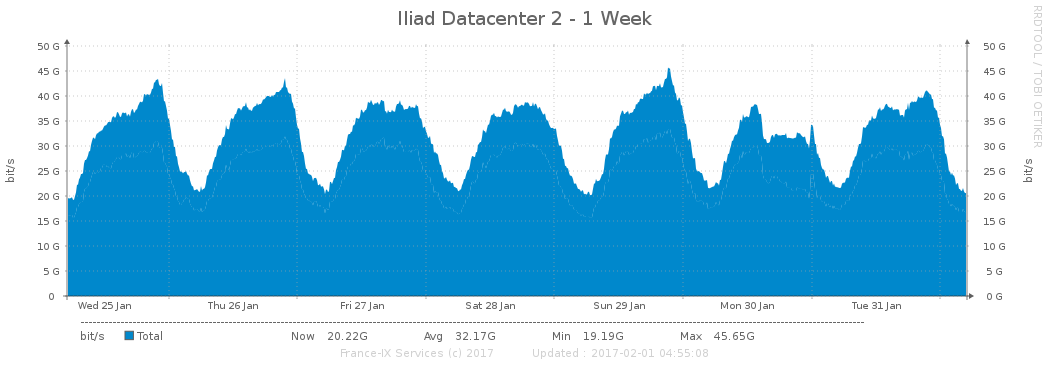 Iliad Datacenter 2 - 1 Week
RRDTOOL / TOBI OETIKER
50 G 50 G
45 G 45 G
40 G 40 G
35 G 35 G
30 G 30 G
25 G 25 G
20 G 20 G
15 G 15 G
10 G 10 G
5 G 5 G
0 0 G
bit/s bit/s
Wed 25 Jan Thu 26 Jan Fri 27 Jan Sat 28 Jan Sun 29 Jan Mon 30 Jan Tue 31 Jan
bit/s Total Now 20.22G Avg 32.17G Min 19.19G Max 45.65G
France-IX Services (c) 2017 Updated : 2017-02-01 04:55:08